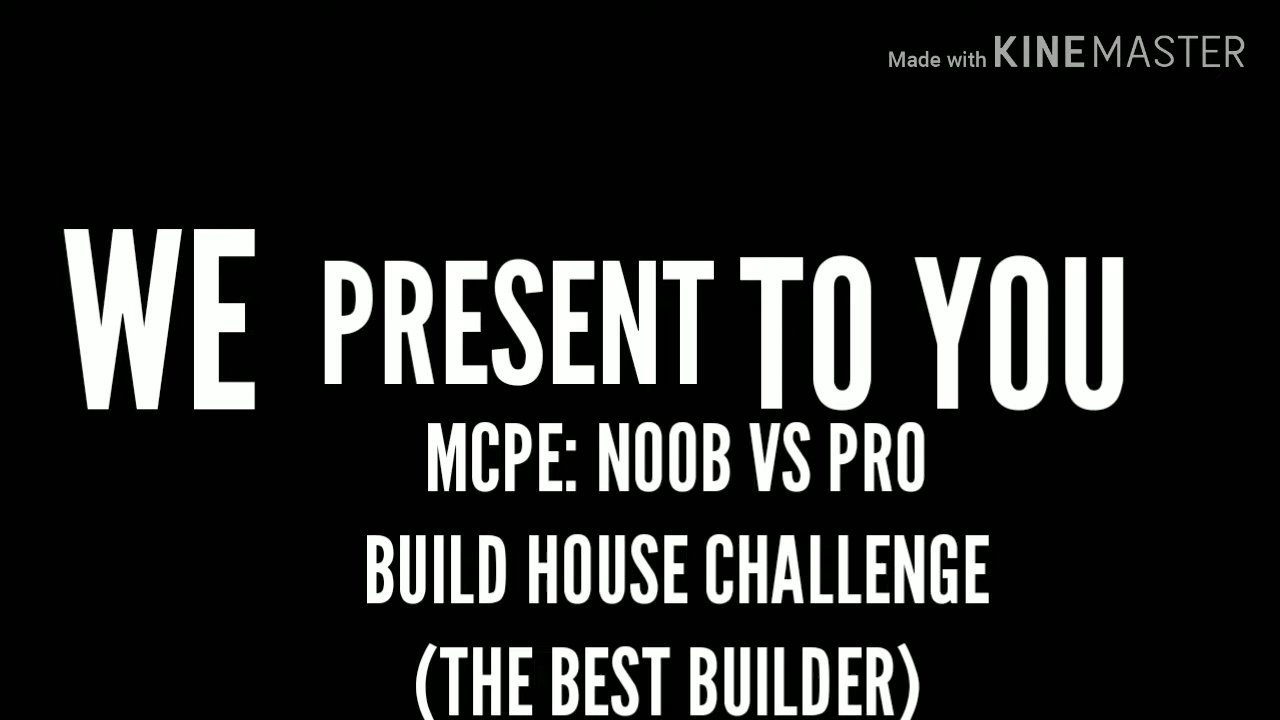 Made with KINEMASTER
WE PRESENT TO YOU
MCPE: NOOB VS PRO
BUILD HOUSE CHALLENGE
(THE BEST BUILDER)